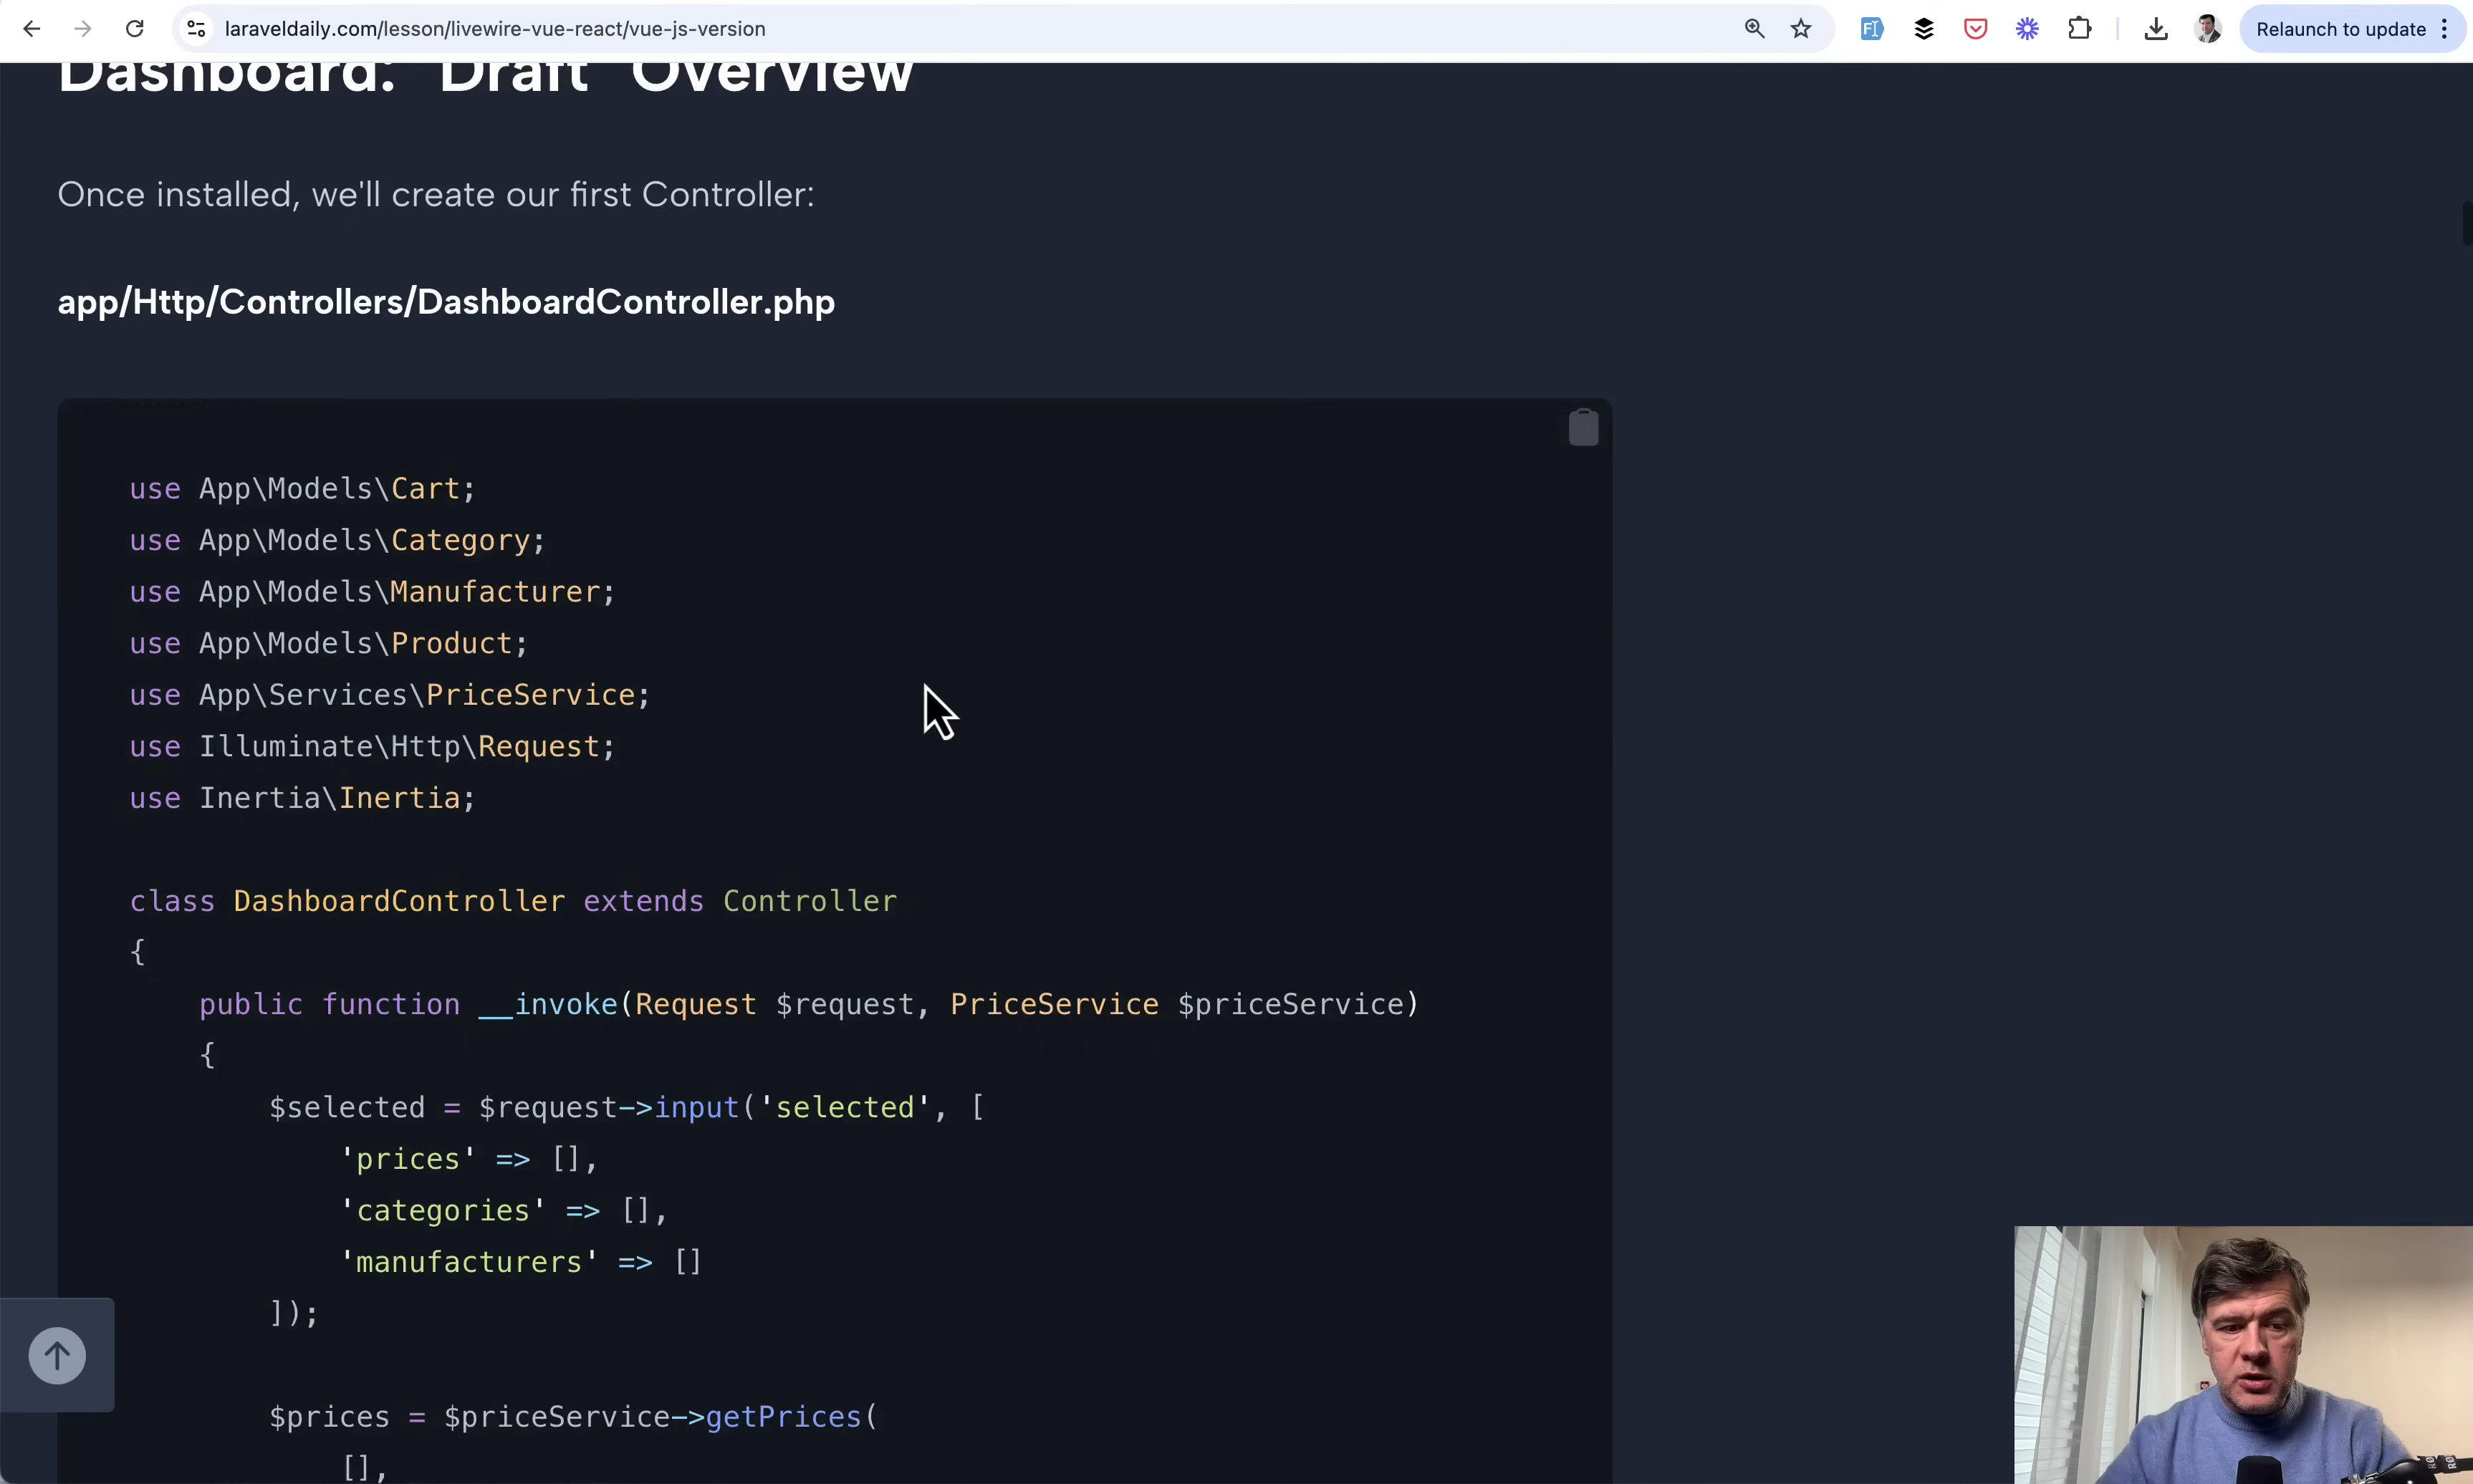 laraveldaily.com/lesson/livewire-vue-react/vue-js-version
Relaunch to update
Dashboard: "Draft" Overview
Once installed, we'll create our first Controller:
app/Http/Controllers/DashboardController.php
use App\Models\Cart;
use App\Models\Category;
use App\Models\Manufacturer;
use App\Models\Product;
use App\Services\PriceService;
use Illuminate\Http\Request;
use Inertia\Inertia;
class DashboardController extends Controller
{
public function __invoke(Request $request, PriceService $priceService)
{
$selected = $request->input('selected', [
'prices' => [],
'categories' => [],
'manufacturers' => []
]);
$prices = $priceService->getPrices(
[],